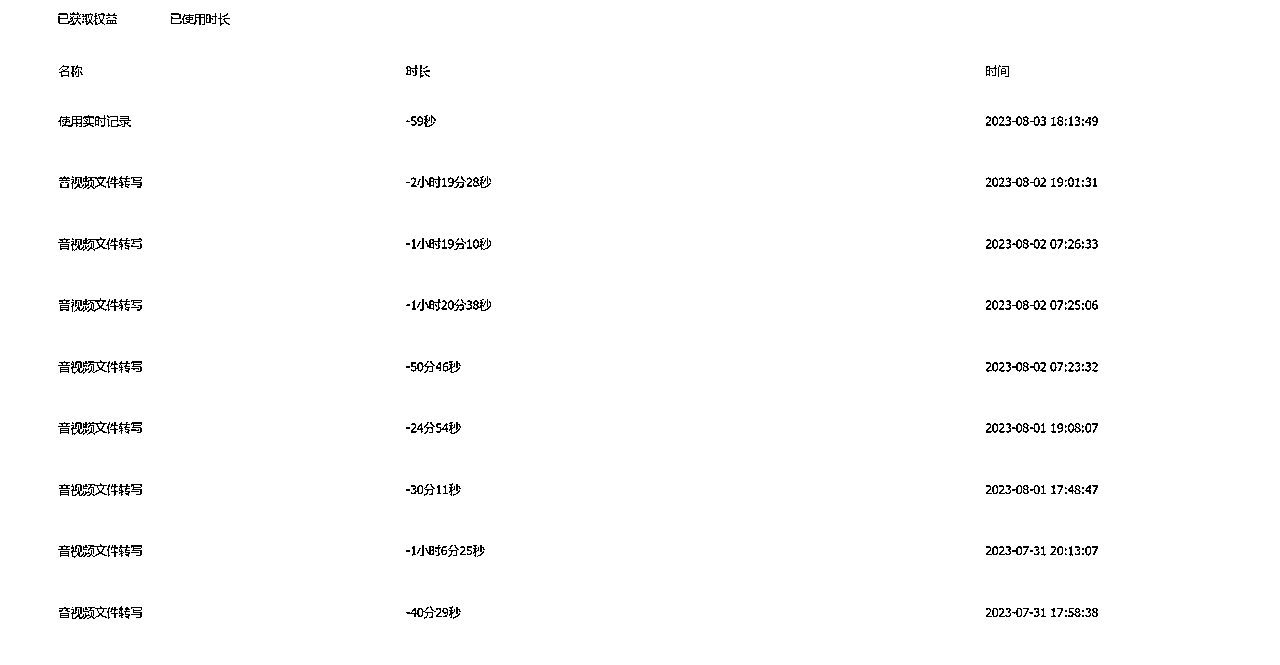 已获取权益 已使用时长
名称 时长 时间
使用实时记录 -59秒 2023-08-03 18:13:49
音视频文件转写 -2小时19分28秒 2023-08-02 19:01:31
音视频文件转写 -1小时19分10秒 2023-08-02 07:26:33
音视频文件转写 -1小时20分38秒 2023-08-02 07:25:06
音视频文件转写 -50分46秒 2023-08-02 07:23:32
音视频文件转写 -24分54秒 2023-08-01 19:08:07
音视频文件转写 -30分11秒 2023-08-01 17:48:47
音视频文件转写 -1小时6分25秒 2023-07-31 20:13:07
音视频文件转写 -40分29秒 2023-07-31 17:58:38